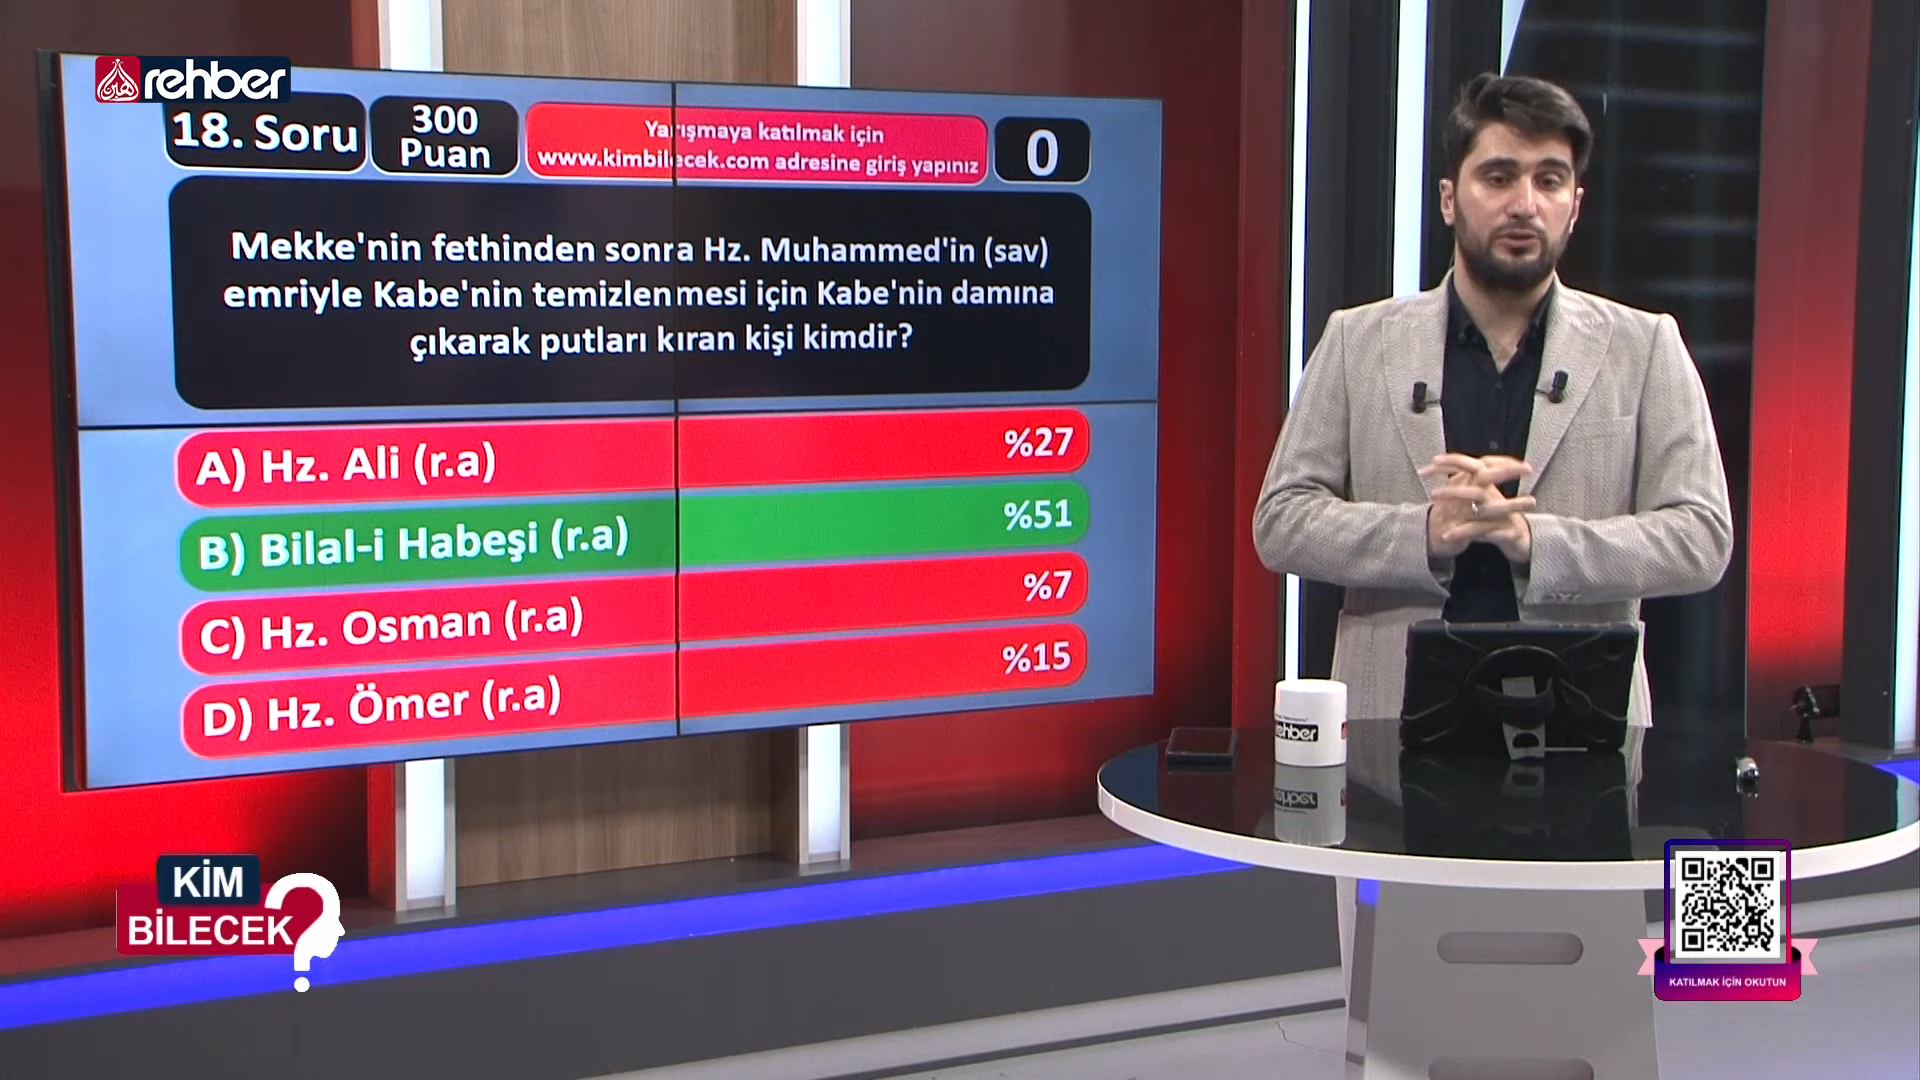 rehber
18. Soru
300
Puan
Yarışmaya katılmak için
www.kimbilecek.com adresine giriş yapınız
0
Mekke'nin fethinden sonra Hz. Muhammed'in (sav)
emriyle Kabe'nin temizlenmesi için Kabe'nin damına
çıkarak putları kıran kişi kimdir?
A) Hz. Ali (r.a) %27
B) Bilal-i Habeşi (r.a) %51
C) Hz. Osman (r.a) %7
D) Hz. Ömer (r.a) %15
rehber
KİM
BİLECEK?
KATILMAK İÇİN OKUTUN